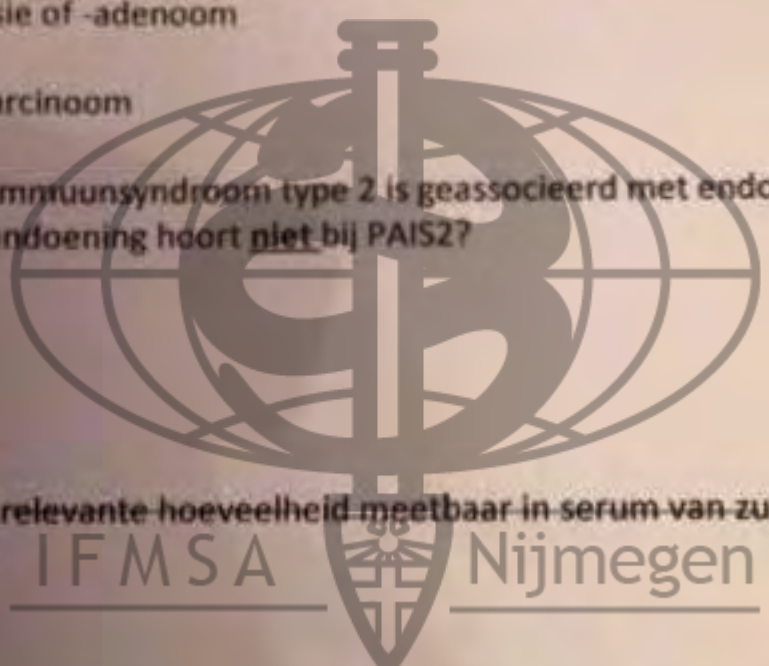 sie of -adenoom
arcinoom
mmuunsyndroom type 2 is geassocieerd met endo
ndoening hoort niet bij PAIS2?
relevante hoeveelheid meetbaar in serum van zu
IFMSA Nijmegen